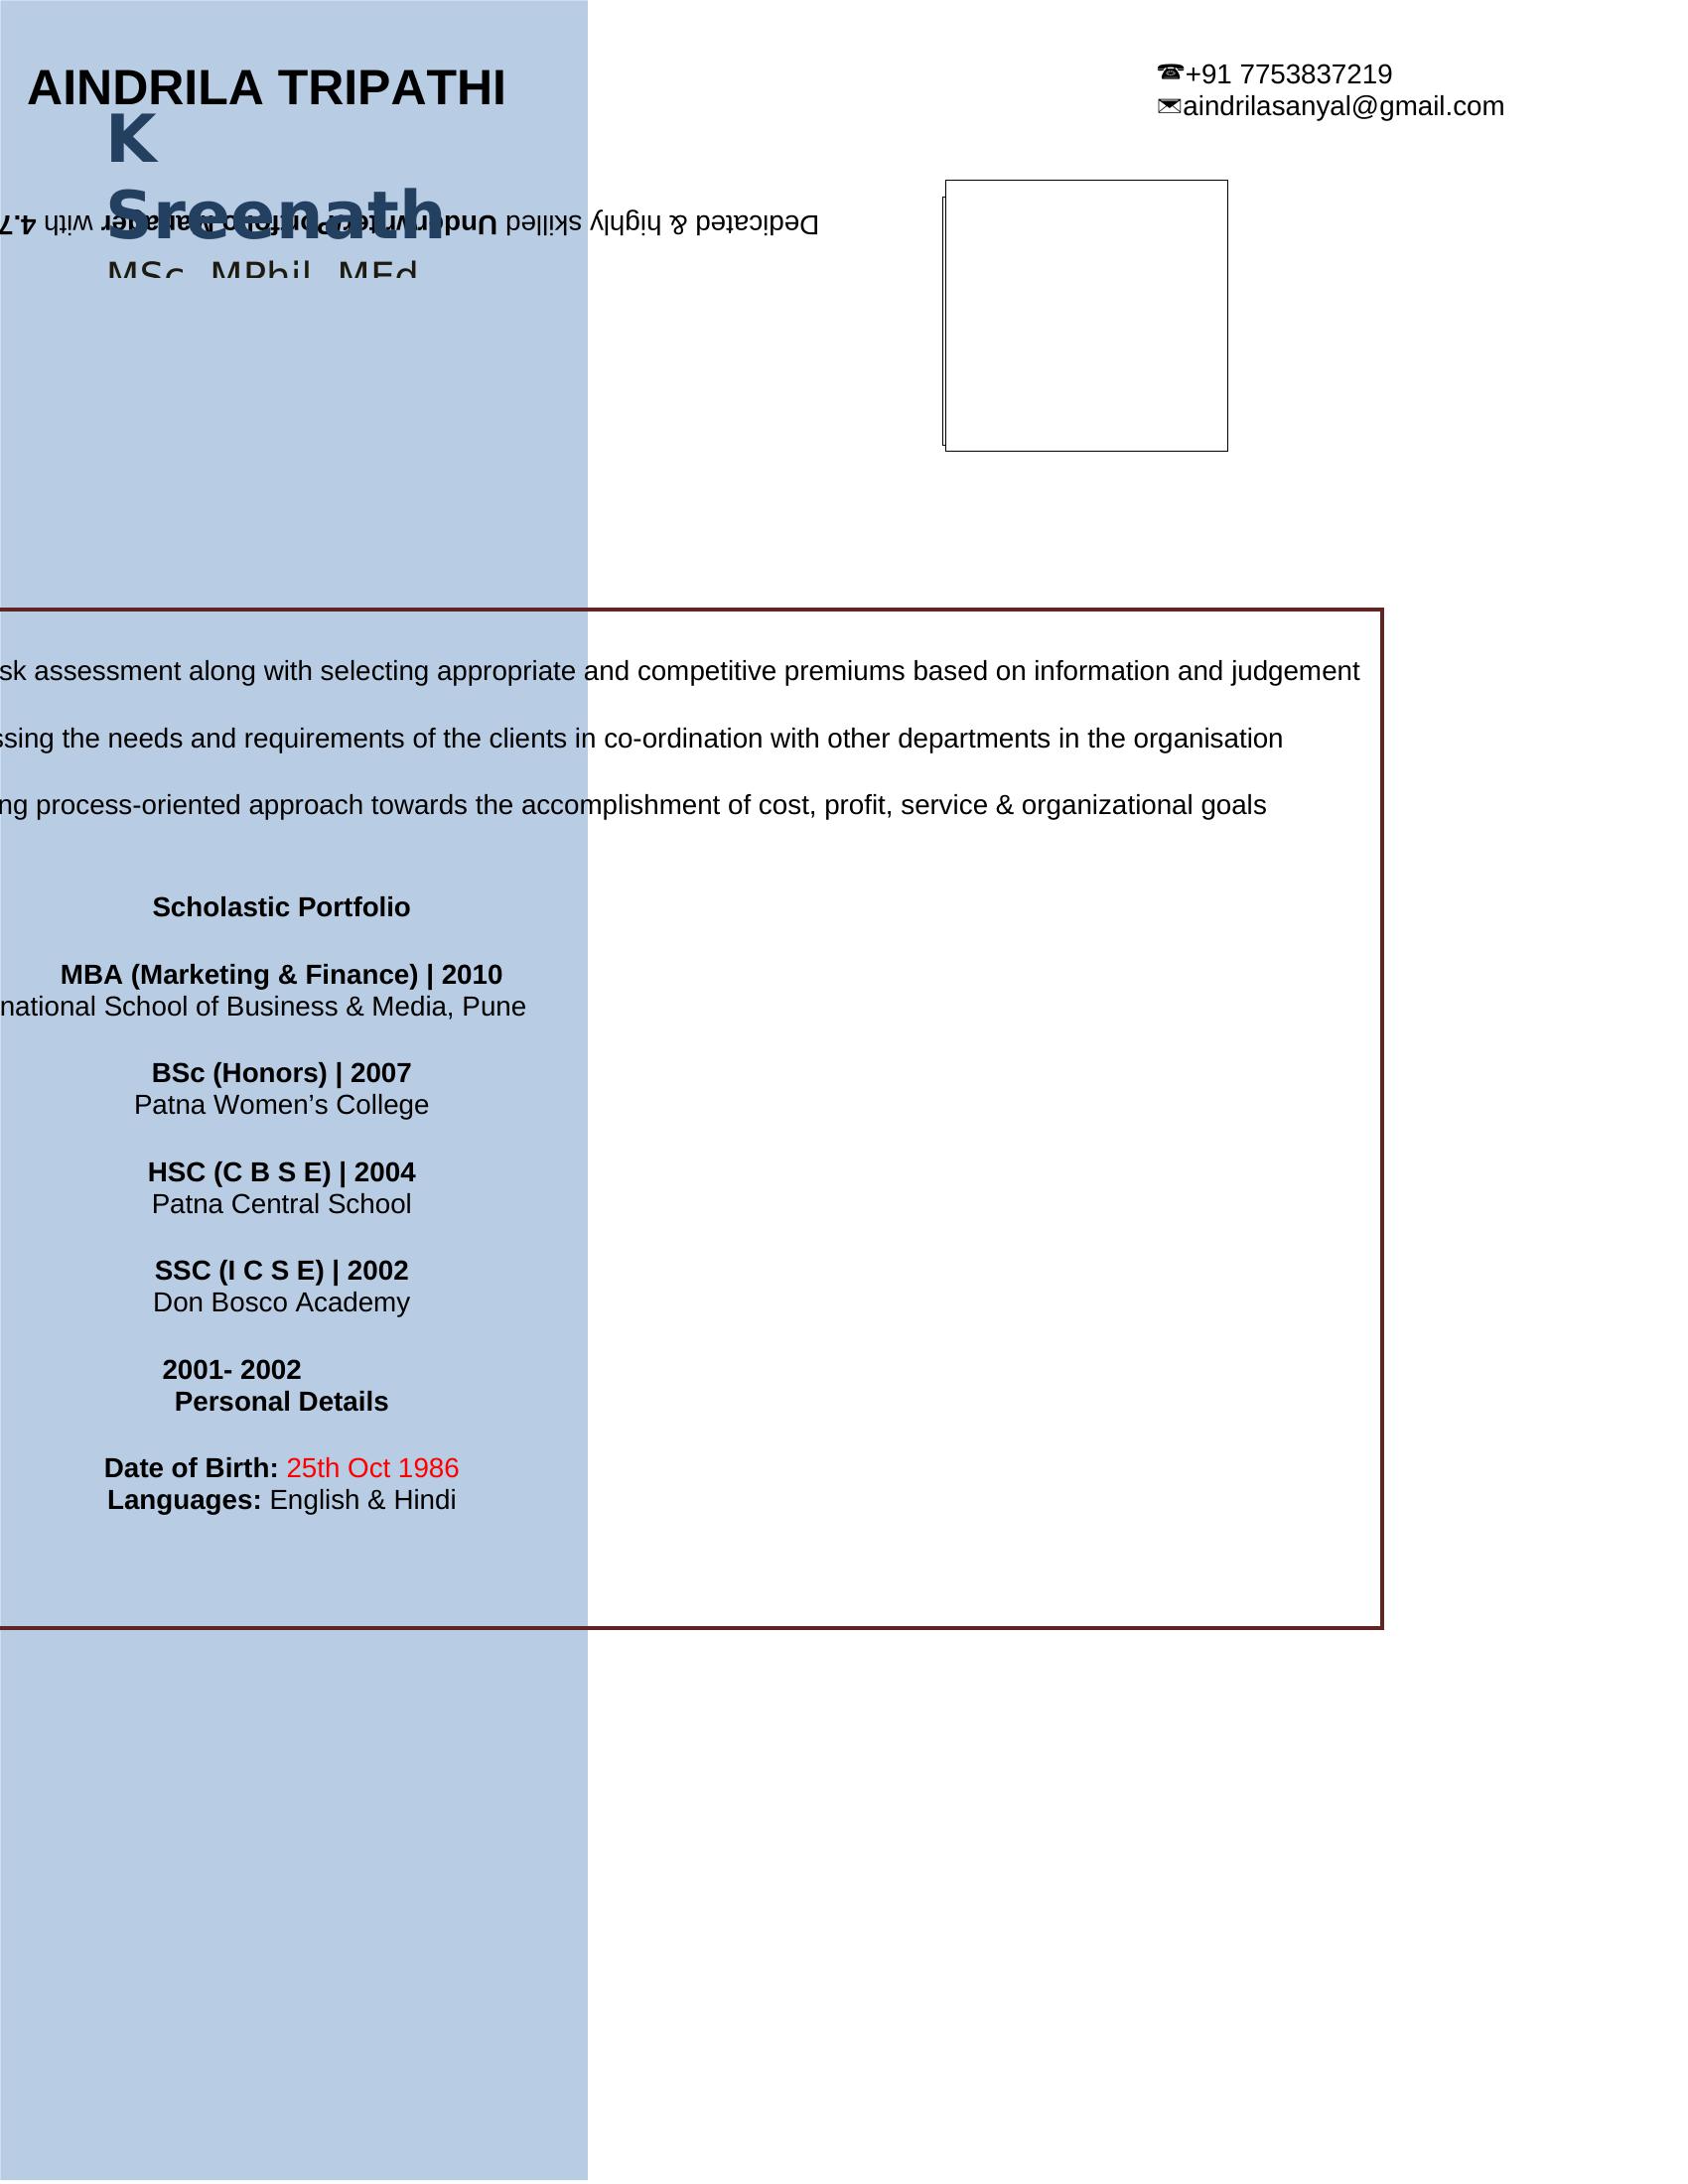 AINDRILA TRIPATHI
☎+91 7753837219
✉aindrilasanyal@gmail.com
K
Sreenath
Dedicated & highly skilled Underwriter/Portfolio Manager with 4.7
MSc, MPhil, MEd
sk assessment along with selecting appropriate and competitive premiums based on information and judgement
ssing the needs and requirements of the clients in co-ordination with other departments in the organisation
ng process-oriented approach towards the accomplishment of cost, profit, service & organizational goals
Scholastic Portfolio
MBA (Marketing & Finance) | 2010
national School of Business & Media, Pune
BSc (Honors) | 2007
Patna Women’s College
HSC (C B S E) | 2004
Patna Central School
SSC (I C S E) | 2002
Don Bosco Academy
2001- 2002
Personal Details
Date of Birth: 25th Oct 1986
Languages: English & Hindi